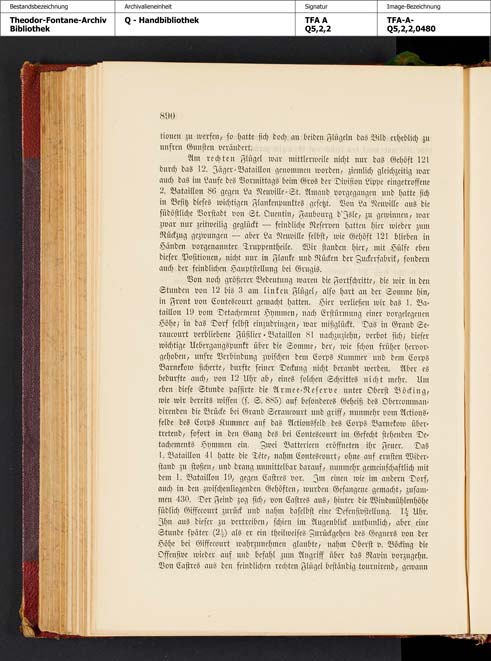 Bestandsbezeichnung
Archivalieneinheit
Signatur
Image-Bezeichnung
Theodor-Fontane-Archiv
Bibliothek
Q - Handbibliothek
TFA A
Q5,2,2
TFA-A-
Q5,2,2,0480
890
tionen zu werfen, so hatte sich doch an beiden Flügeln das Bild erheblich zu
unsren Gunsten verändert.
Am rechten Flügel war mittlerweile nicht nur das Gehöft 121
durch das 12. Jäger-Bataillon genommen worden, ziemlich gleichzeitig war
auch das im Laufe des Vormittags beim Gros der Division Lippe eingetroffene
2. Bataillon 86 gegen La Neuville-St. Amand vorgegangen und hatte sich
in Besitz dieses wichtigen Flankenpunktes gesetzt. Von La Neuville aus die
südöstliche Vorstadt von St. Quentin, Faubourg d'Isle, zu gewinnen, war
zwar nur zeitweilig geglückt — feindliche Reserven hatten hier wieder zum
Rückzug gezwungen — aber La Neuville selbst, wie Gehöft 121 blieben in
Händen vorgenannter Truppentheile. Wir standen hier, mit Hülfe eben
dieser Positionen, nicht nur in Flanke und Rücken der Zuckerfabrik, sondern
auch der feindlichen Hauptstellung bei Grugis.
Von noch größerer Bedeutung waren die Fortschritte, die wir in den
Stunden von 12 bis 3 am linken Flügel, also hart an der Somme hin,
in Front von Contescourt gemacht hatten. Hier verließen wir das 1. Ba-
taillon 19 vom Detachement Hymmen, nach Erstürmung einer vorgelegenen
Höhe; in das Dorf selbst einzudringen, war mißglückt. Das in Grand Se-
raucourt verbliebene Füsilier-Bataillon 81 nachzuziehn, verbot sich; dieser
wichtige Uebergangspunkt über die Somme, der, wie schon früher hervor-
gehoben, unsre Verbindung zwischen dem Corps Kummer und dem Corps
Barnekow sicherte, durfte seiner Deckung nicht beraubt werden. Aber es
bedurfte auch, von 12 Uhr ab, eines solchen Schrittes nicht mehr. Um
eben diese Stunde passirte die Armee-Reserve unter Oberst Böcking,
wie wir bereits wissen (s. S. 885) auf besonderes Geheiß des Obercomman-
direnden die Brücke bei Grand Seraucourt und griff, nunmehr vom Actions-
felde des Corps Kummer auf das Actionsfeld des Corps Barnekow über-
tretend, sofort in den Gang des bei Contescourt im Gefecht stehenden De-
tachements Hymmen ein. Zwei Batterieen eröffneten ihr Feuer. Das
1. Bataillon 41 hatte die Tête, nahm Contescourt, ohne auf ernsten Wider-
stand zu stoßen, und drang unmittelbar darauf, nunmehr gemeinschaftlich mit
dem 1. Bataillon 19, gegen Castres vor. Im einen wie im andern Dorf,
auch in den zwischenliegenden Gehöften, wurden Gefangene gemacht, zusam-
men 430. Der Feind zog sich, von Castres aus, hinter die Windmühlenhöhe
südlich Giffecourt zurück und nahm daselbst eine Defensivstellung. 1½ Uhr.
Ihn aus dieser zu vertreiben, schien im Augenblick unthunlich, aber eine
Stunde später (2½) als er ein theilweises Zurückgehen des Gegners von der
Höhe bei Giffecourt wahrzunehmen glaubte, nahm Oberst v. Böcking die
Offensive wieder auf und befahl zum Angriff über das Ravin vorzugehn.
Von Castres aus den feindlichen rechten Flügel beständig tournirend, gewann